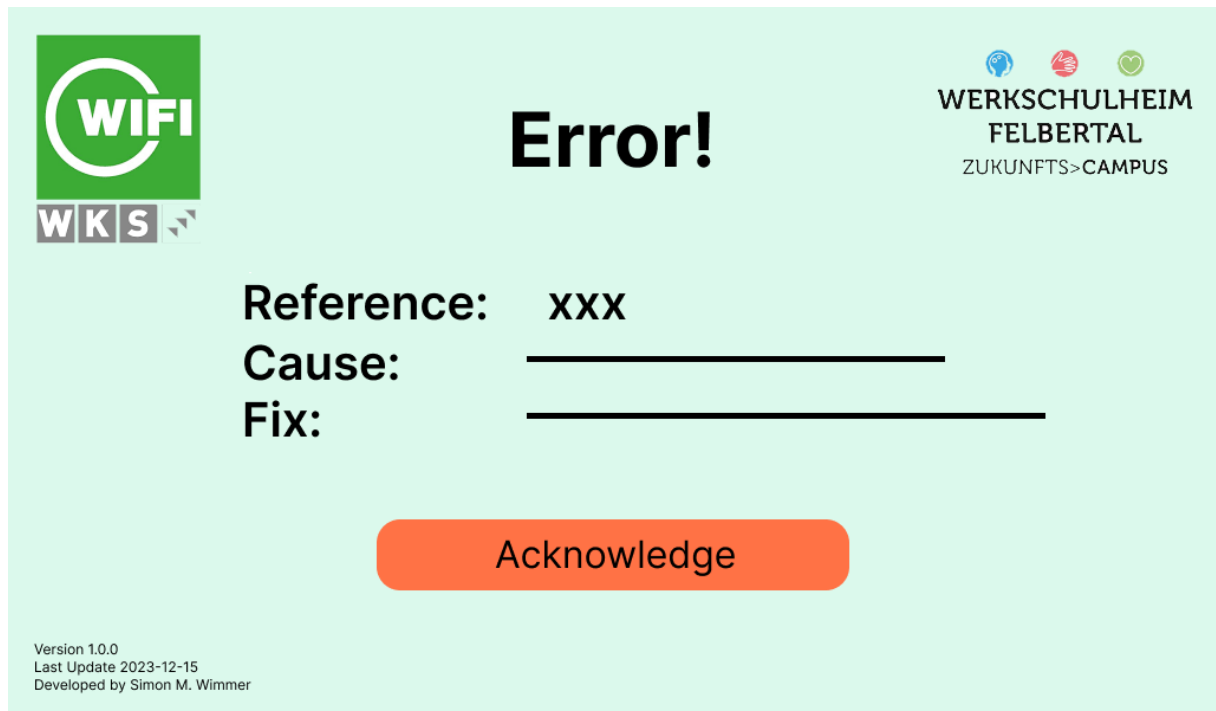 WIFI
WKS
Error!
WERKSCHULHEIM
FELBERTAL
ZUKUNFTS>CAMPUS
Reference: xxx
Cause:
Fix:
Acknowledge
Version 1.0.0
Last Update 2023-12-15
Developed by Simon M. Wimmer